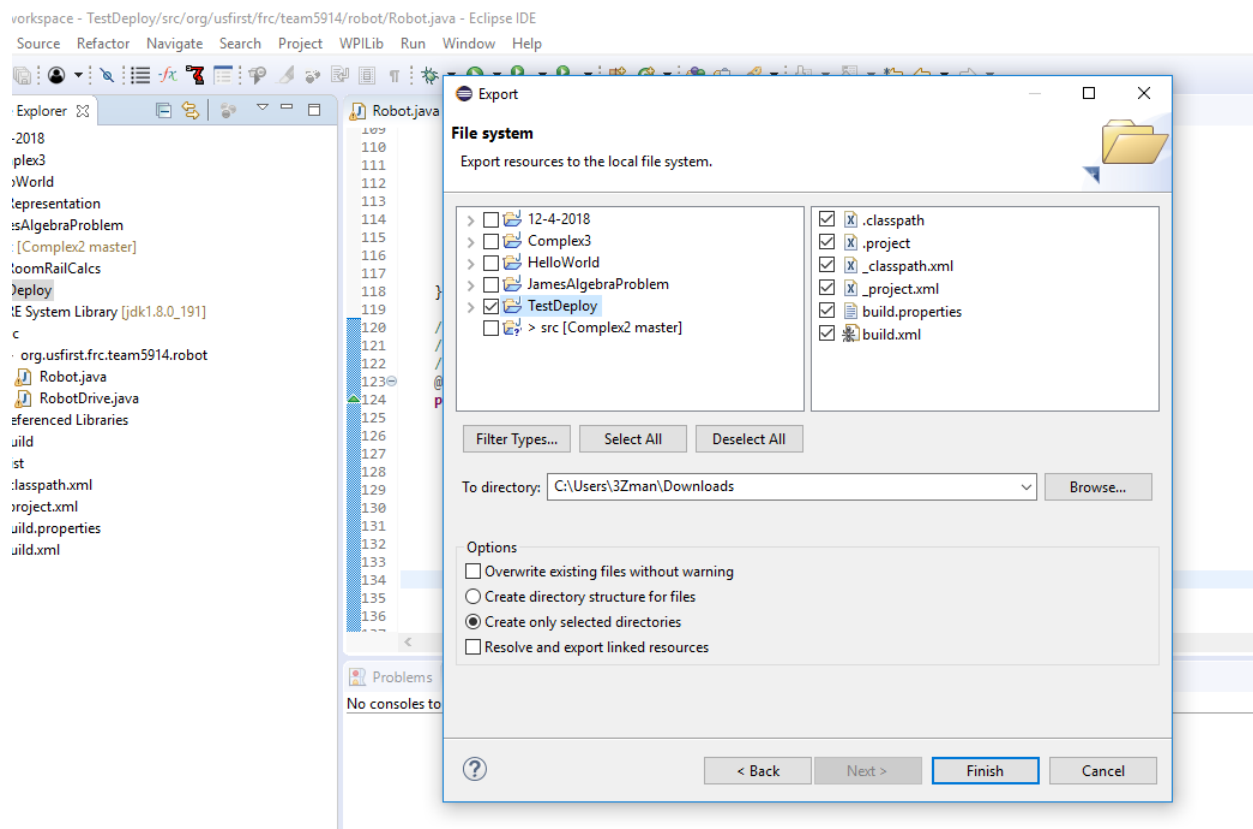 workspace - TestDeploy/src/org/usfirst/frc/team5914/robot/Robot.java - Eclipse IDE
Source Refactor Navigate Search Project WPILib Run Window Help
Explorer
-2018
plex3
oWorld
Representation
esAlgebraProblem
: [Complex2 master]
RoomRailCalcs
Deploy
RE System Library [jdk1.8.0_191]
c
org.usfirst.frc.team5914.robot
Robot.java
RobotDrive.java
eferenced Libraries
uild
ist
classpath.xml
project.xml
uild.properties
uild.xml
Robot.java
109
110
111
112
113
114
115
116
117
118 }
119
120 /
121 /
122 /
123 @
124 p
125
126
127
128
129
130
131
132
133
134
135
136
137
Problems
No consoles to
Export
File system
Export resources to the local file system.
12-4-2018
Complex3
HelloWorld
JamesAlgebraProblem
TestDeploy
> src [Complex2 master]
.classpath
.project
_classpath.xml
_project.xml
build.properties
build.xml
Filter Types... Select All Deselect All
To directory: C:\Users\3Zman\Downloads Browse...
Options
Overwrite existing files without warning
Create directory structure for files
Create only selected directories
Resolve and export linked resources
? < Back Next > Finish Cancel